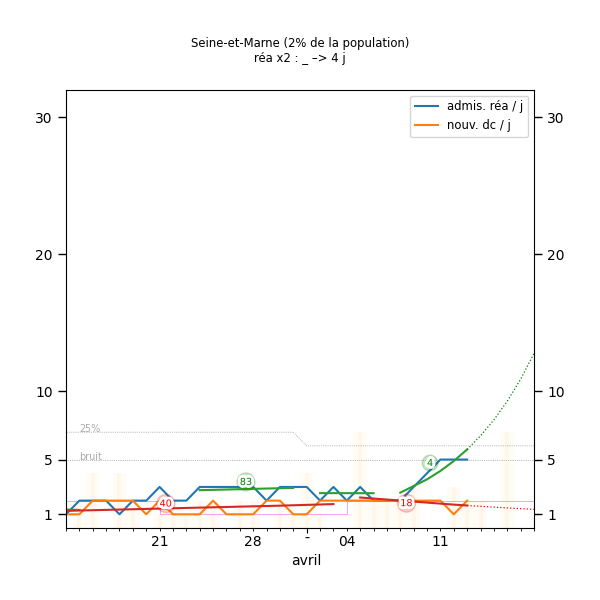 Seine-et-Marne (2% de la population)
réa x2 : _ –> 4 j
admis. réa / j
nouv. dc / j
30 30
20 20
10 10
25%
bruit
5 5
4
83
40
18
1 1
21 28 - 04 11
avril